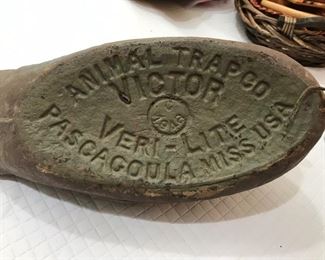 ANIMAL TRAP CO
VICTOR
VERI-LITE
PASCAGOULA, MISS USA